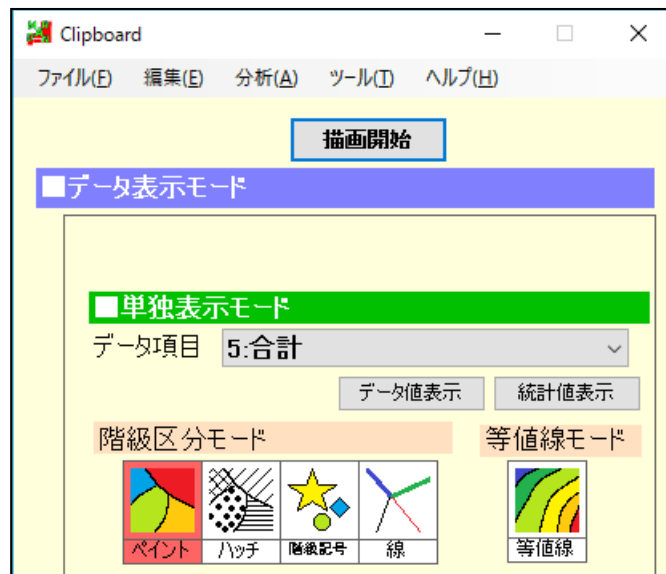 Clipboard
ファイル(F) 編集(E) 分析(A) ツール(T) ヘルプ(H)
描画開始
■データ表示モード
■単独表示モード
データ項目 5:合計
データ値表示 統計値表示
階級区分モード 等値線モード
ペイント ハッチ 階級記号 線 等値線